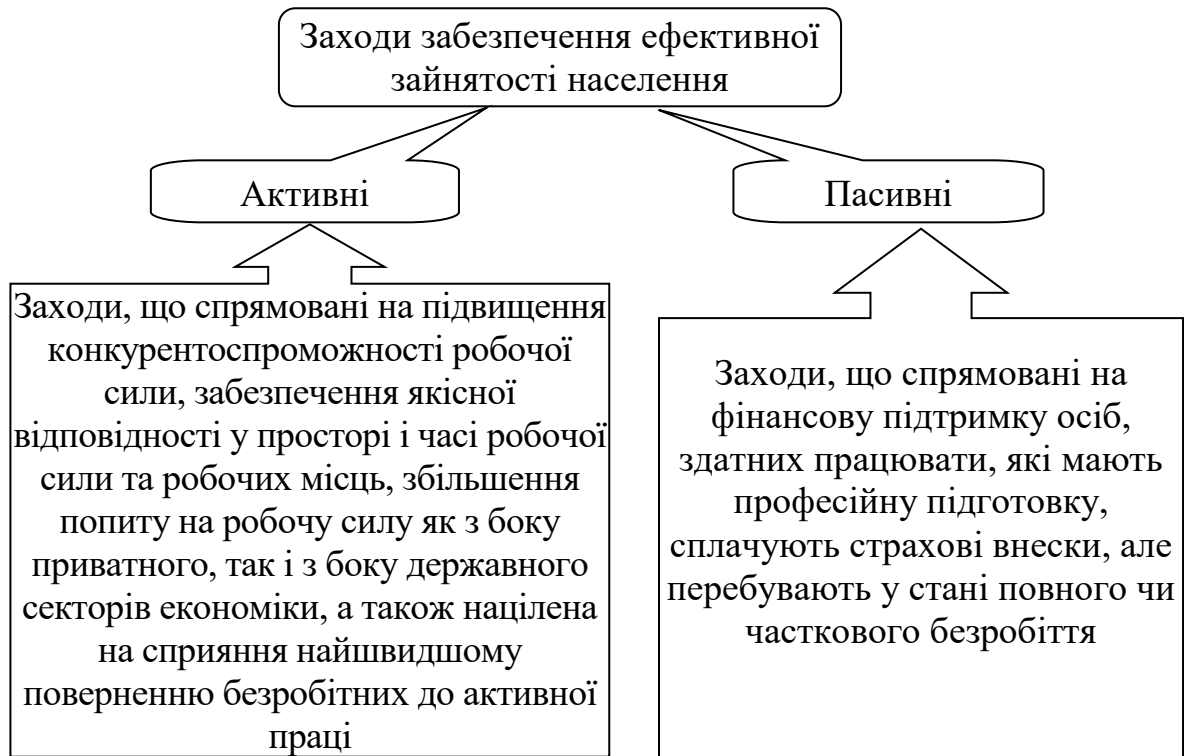 Заходи забезпечення ефективної
зайнятості населення
Активні
Пасивні
Заходи, що спрямовані на підвищення
конкурентоспроможності робочої
сили, забезпечення якісної
відповідності у просторі і часі робочої
сили та робочих місць, збільшення
попиту на робочу силу як з боку
приватного, так і з боку державного
секторів економіки, а також націлена
на сприяння найшвидшому
поверненню безробітних до активної
праці
Заходи, що спрямовані на
фінансову підтримку осіб,
здатних працювати, які мають
професійну підготовку,
сплачують страхові внески, але
перебувають у стані повного чи
часткового безробіття